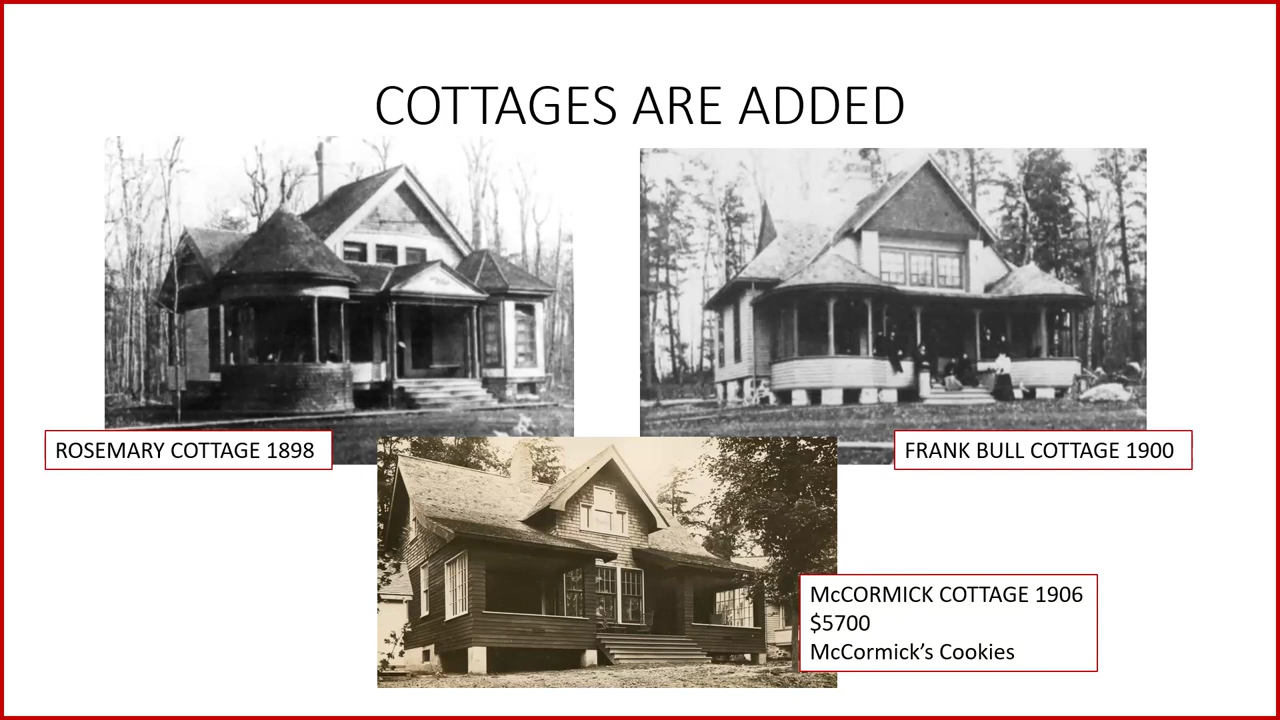 COTTAGES ARE ADDED
ROSEMARY COTTAGE 1898
FRANK BULL COTTAGE 1900
McCORMICK COTTAGE 1906
$5700
McCormick’s Cookies